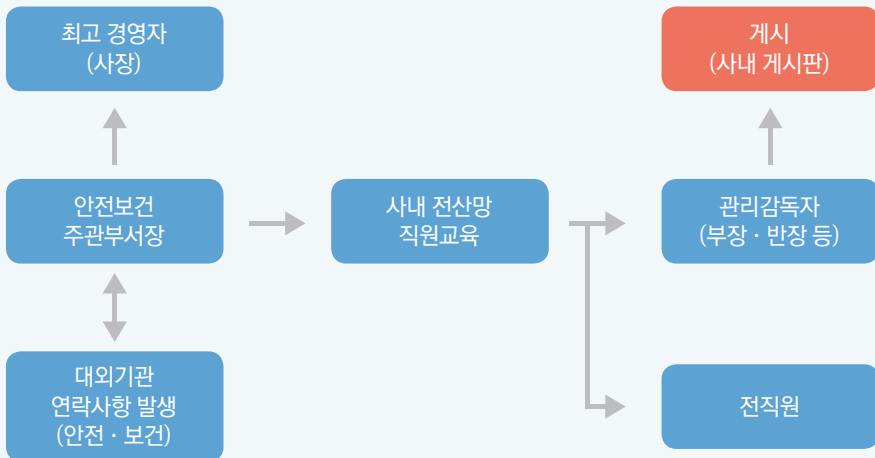 최고 경영자
(사장)
게시
(사내 게시판)
안전보건
주관부서장
사내 전산망
직원교육
관리감독자
(부장 · 반장 등)
대외기관
연락사항 발생
(안전 · 보건)
전직원